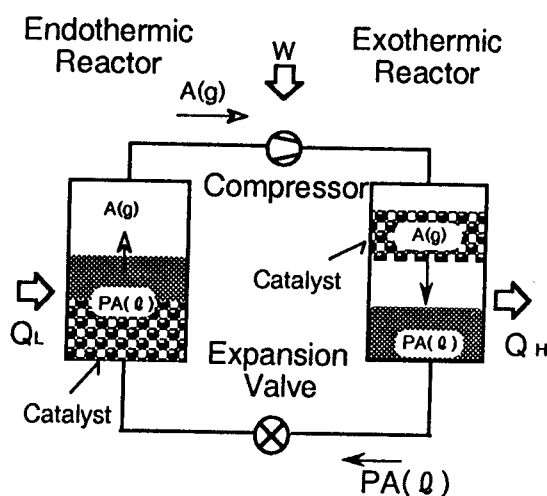 Endothermic
Reactor
W
Exothermic
Reactor
A(g)
Compressor
A(g)
A(g)
Catalyst
PA(ℓ)
PA(ℓ)
QL
QH
Expansion
Valve
Catalyst
PA(ℓ)